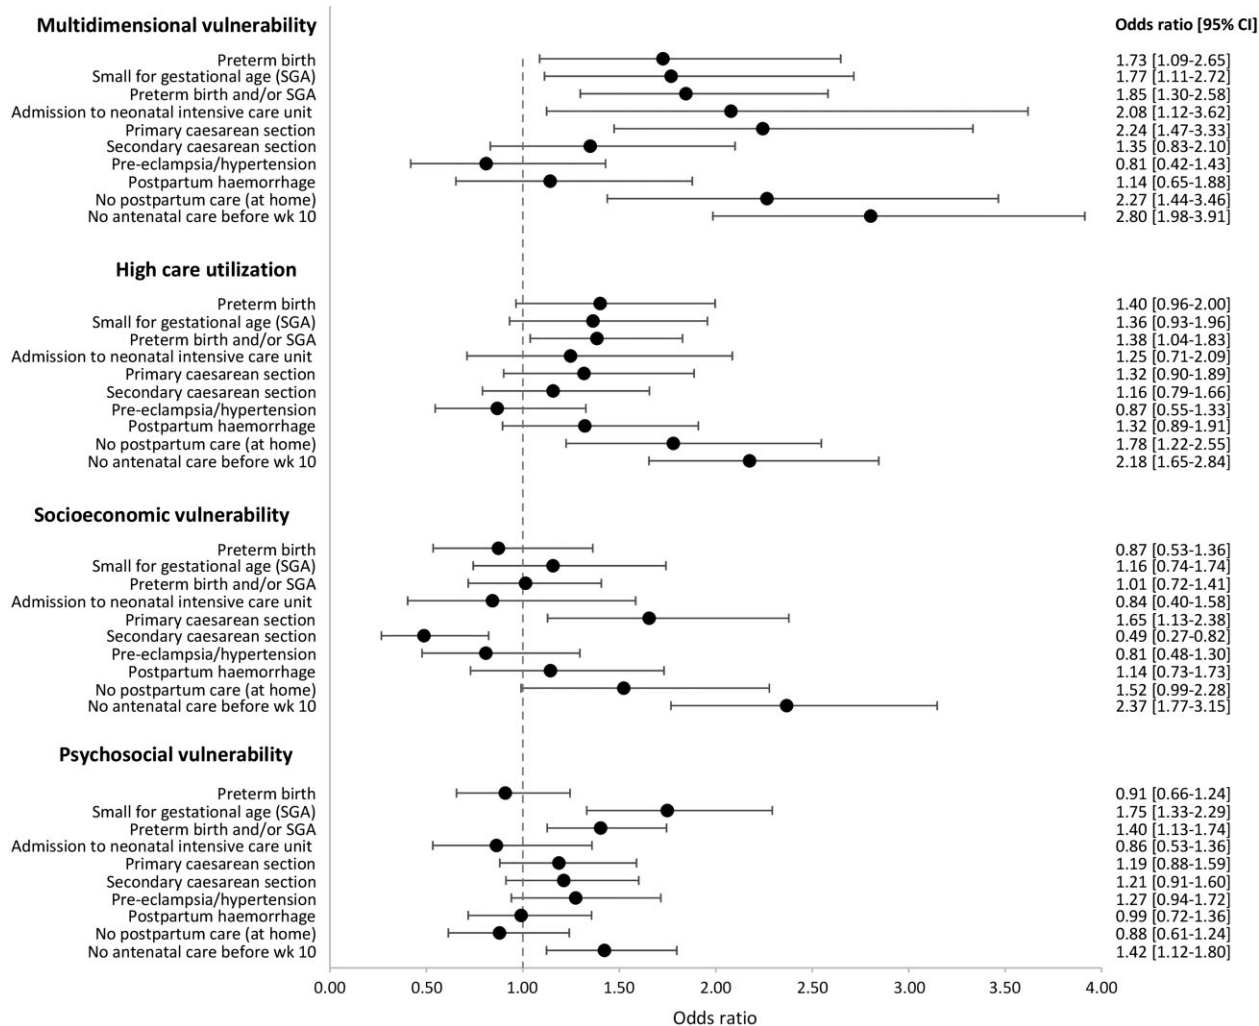 Multidimensional vulnerability Odds ratio [95% CI]
Preterm birth 1.73 [1.09-2.65]
Small for gestational age (SGA) 1.77 [1.11-2.72]
Preterm birth and/or SGA 1.85 [1.30-2.58]
Admission to neonatal intensive care unit 2.08 [1.12-3.62]
Primary caesarean section 2.24 [1.47-3.33]
Secondary caesarean section 1.35 [0.83-2.10]
Pre-eclampsia/hypertension 0.81 [0.42-1.43]
Postpartum haemorrhage 1.14 [0.65-1.88]
No postpartum care (at home) 2.27 [1.44-3.46]
No antenatal care before wk 10 2.80 [1.98-3.91]
High care utilization
Preterm birth 1.40 [0.96-2.00]
Small for gestational age (SGA) 1.36 [0.93-1.96]
Preterm birth and/or SGA 1.38 [1.04-1.83]
Admission to neonatal intensive care unit 1.25 [0.71-2.09]
Primary caesarean section 1.32 [0.90-1.89]
Secondary caesarean section 1.16 [0.79-1.66]
Pre-eclampsia/hypertension 0.87 [0.55-1.33]
Postpartum haemorrhage 1.32 [0.89-1.91]
No postpartum care (at home) 1.78 [1.22-2.55]
No antenatal care before wk 10 2.18 [1.65-2.84]
Socioeconomic vulnerability
Preterm birth 0.87 [0.53-1.36]
Small for gestational age (SGA) 1.16 [0.74-1.74]
Preterm birth and/or SGA 1.01 [0.72-1.41]
Admission to neonatal intensive care unit 0.84 [0.40-1.58]
Primary caesarean section 1.65 [1.13-2.38]
Secondary caesarean section 0.49 [0.27-0.82]
Pre-eclampsia/hypertension 0.81 [0.48-1.30]
Postpartum haemorrhage 1.14 [0.73-1.73]
No postpartum care (at home) 1.52 [0.99-2.28]
No antenatal care before wk 10 2.37 [1.77-3.15]
Psychosocial vulnerability
Preterm birth 0.91 [0.66-1.24]
Small for gestational age (SGA) 1.75 [1.33-2.29]
Preterm birth and/or SGA 1.40 [1.13-1.74]
Admission to neonatal intensive care unit 0.86 [0.53-1.36]
Primary caesarean section 1.19 [0.88-1.59]
Secondary caesarean section 1.21 [0.91-1.60]
Pre-eclampsia/hypertension 1.27 [0.94-1.72]
Postpartum haemorrhage 0.99 [0.72-1.36]
No postpartum care (at home) 0.88 [0.61-1.24]
No antenatal care before wk 10 1.42 [1.12-1.80]
0.00 0.50 1.00 1.50 2.00 2.50 3.00 3.50 4.00
Odds ratio